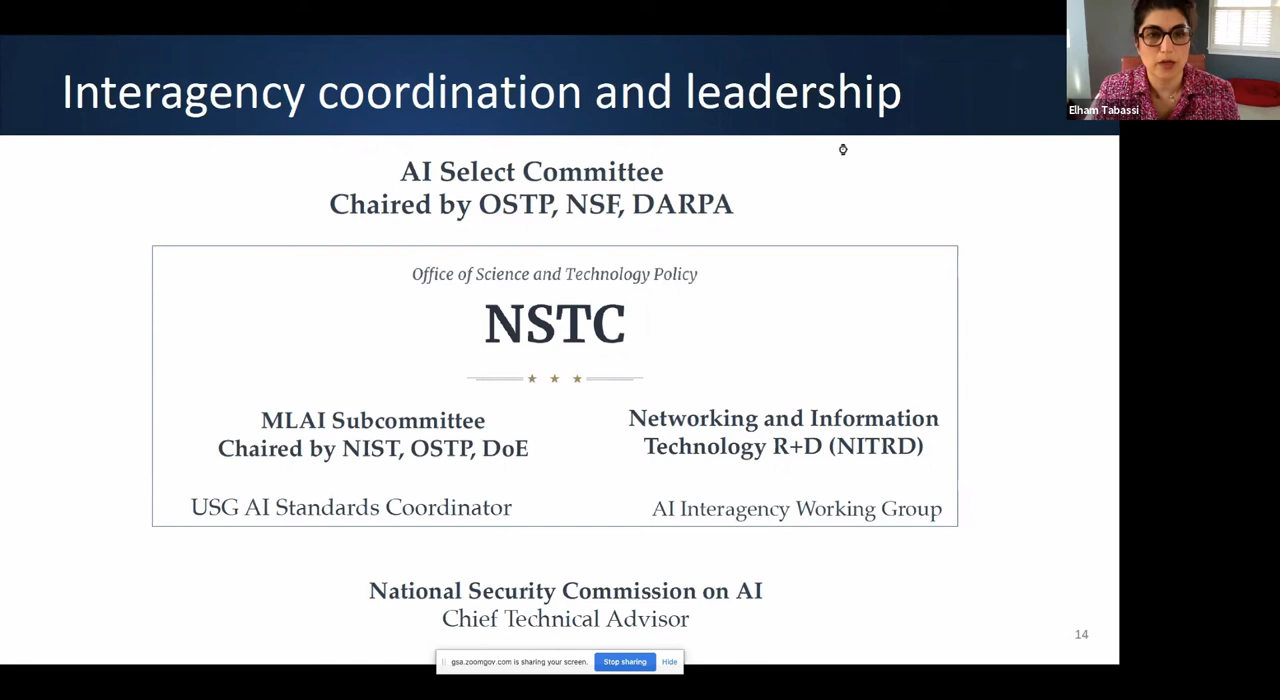 Interagency coordination and leadership
Elham Tabassi
AI Select Committee
Chaired by OSTP, NSF, DARPA
Office of Science and Technology Policy
NSTC
MLAI Subcommittee
Chaired by NIST, OSTP, DoE
Networking and Information
Technology R+D (NITRD)
USG AI Standards Coordinator
AI Interagency Working Group
National Security Commission on AI
Chief Technical Advisor
14
gsa.zoomgov.com is sharing your screen. Stop sharing Hide